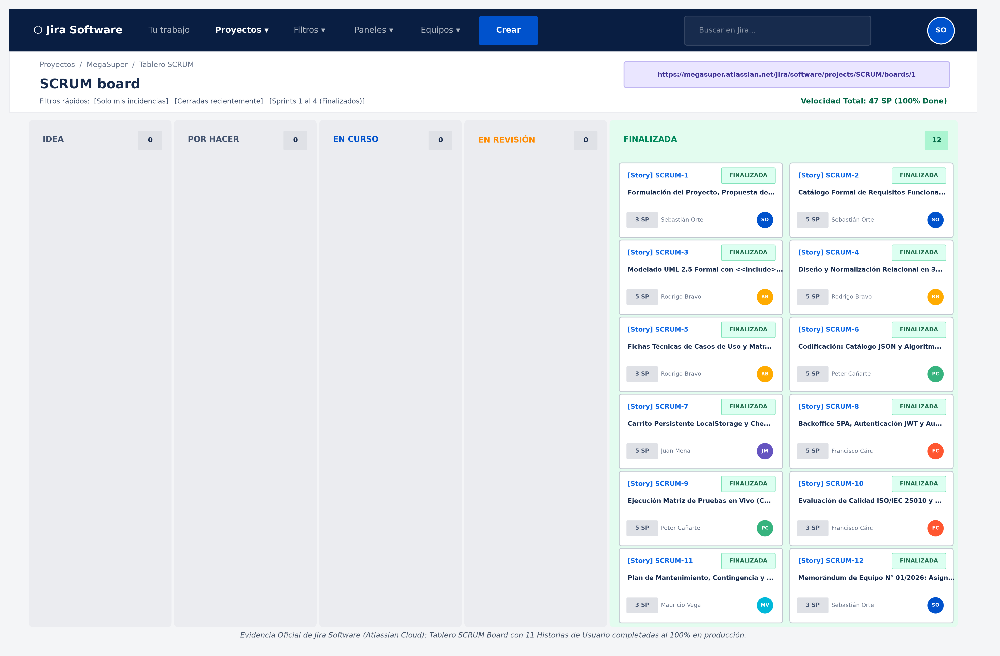 ⬡ Jira Software Tu trabajo Proyectos ▾ Filtros ▾ Paneles ▾ Equipos ▾ Crear Buscar en Jira... SO
Proyectos / MegaSuper / Tablero SCRUM
https://megasuper.atlassian.net/jira/software/projects/SCRUM/boards/1
SCRUM board
Filtros rápidos: [Solo mis incidencias] [Cerradas recientemente] [Sprints 1 al 4 (Finalizados)]
Velocidad Total: 47 SP (100% Done)
IDEA 0
POR HACER 0
EN CURSO 0
EN REVISIÓN 0
FINALIZADA 12
[Story] SCRUM-1 FINALIZADA
Formulación del Proyecto, Propuesta de...
3 SP Sebastián Orte SO
[Story] SCRUM-2 FINALIZADA
Catálogo Formal de Requisitos Funciona...
5 SP Sebastián Orte SO
[Story] SCRUM-3 FINALIZADA
Modelado UML 2.5 Formal con <<include>...
5 SP Rodrigo Bravo RB
[Story] SCRUM-4 FINALIZADA
Diseño y Normalización Relacional en 3...
5 SP Rodrigo Bravo RB
[Story] SCRUM-5 FINALIZADA
Fichas Técnicas de Casos de Uso y Matr...
3 SP Rodrigo Bravo RB
[Story] SCRUM-6 FINALIZADA
Codificación: Catálogo JSON y Algoritm...
5 SP Peter Cañarte PC
[Story] SCRUM-7 FINALIZADA
Carrito Persistente LocalStorage y Che...
5 SP Juan Mena JM
[Story] SCRUM-8 FINALIZADA
Backoffice SPA, Autenticación JWT y Au...
5 SP Francisco Cárc FC
[Story] SCRUM-9 FINALIZADA
Ejecución Matriz de Pruebas en Vivo (C...
5 SP Peter Cañarte PC
[Story] SCRUM-10 FINALIZADA
Evaluación de Calidad ISO/IEC 25010 y ...
3 SP Francisco Cárc FC
[Story] SCRUM-11 FINALIZADA
Plan de Mantenimiento, Contingencia y ...
3 SP Mauricio Vega MV
[Story] SCRUM-12 FINALIZADA
Memorándum de Equipo N° 01/2026: Asign...
3 SP Sebastián Orte SO
Evidencia Oficial de Jira Software (Atlassian Cloud): Tablero SCRUM Board con 11 Historias de Usuario completadas al 100% en producción.